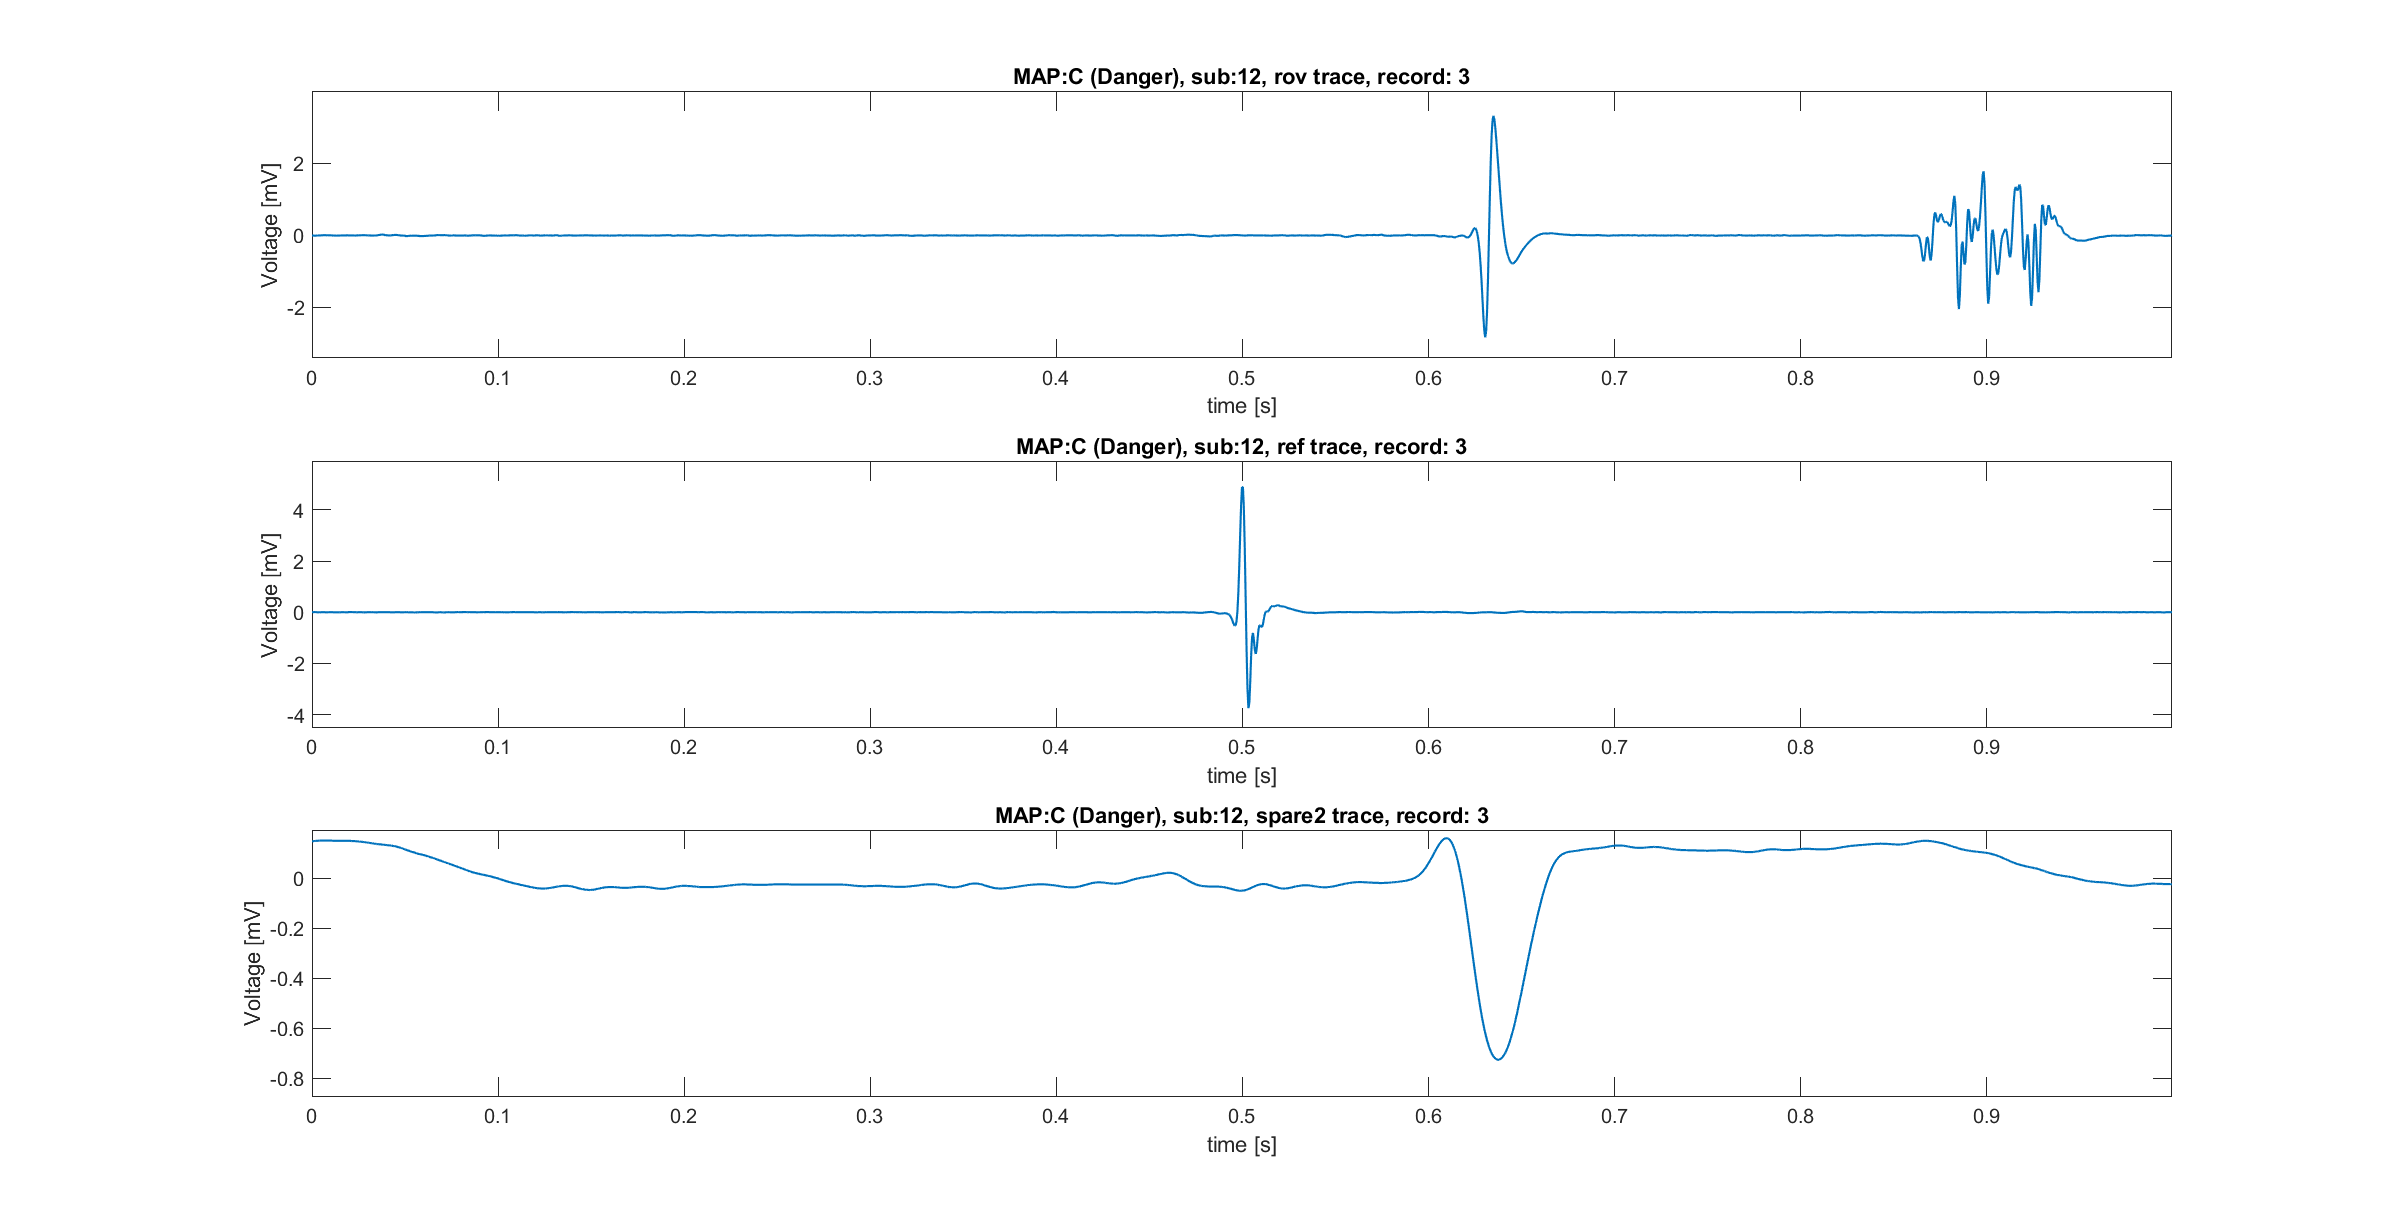 MAP:C (Danger), sub:12, rov trace, record: 3
Voltage [mV]
2
0
-2
0 0.1 0.2 0.3 0.4 0.5 0.6 0.7 0.8 0.9
time [s]
MAP:C (Danger), sub:12, ref trace, record: 3
Voltage [mV]
4
2
0
-2
-4
0 0.1 0.2 0.3 0.4 0.5 0.6 0.7 0.8 0.9
time [s]
MAP:C (Danger), sub:12, spare2 trace, record: 3
Voltage [mV]
0
-0.2
-0.4
-0.6
-0.8
0 0.1 0.2 0.3 0.4 0.5 0.6 0.7 0.8 0.9
time [s]